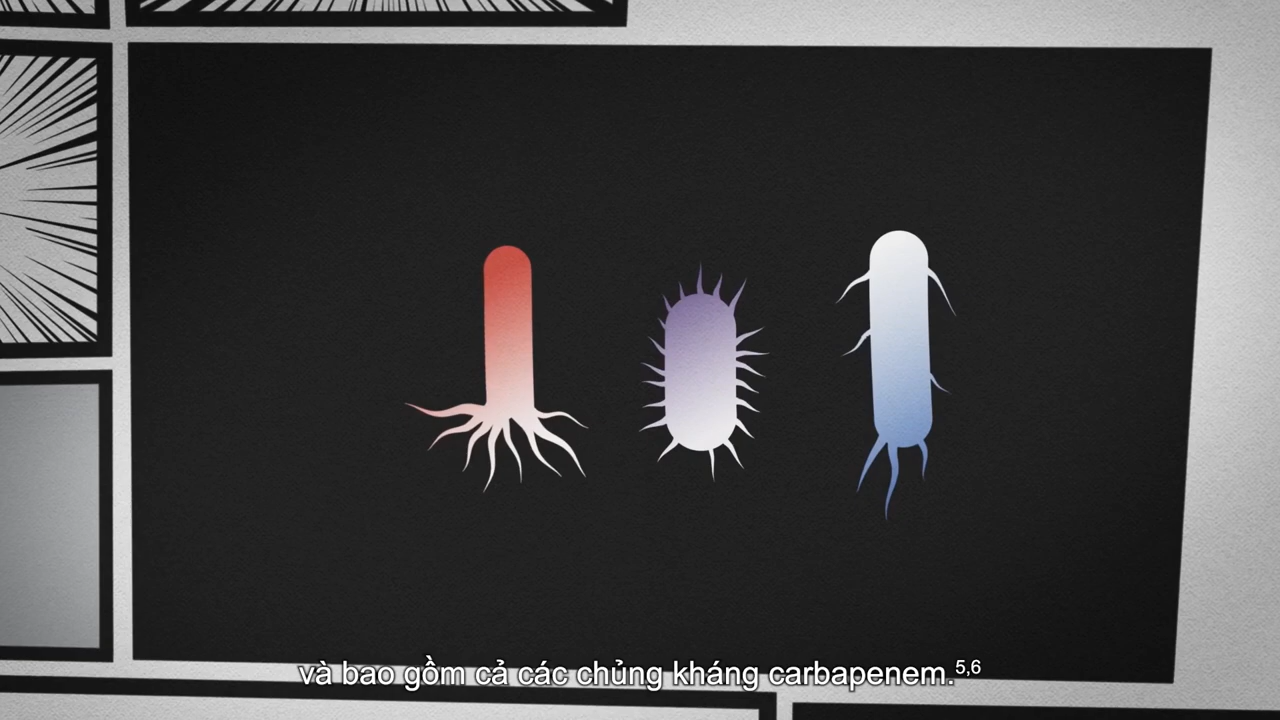 và bao gồm cả các chủng kháng carbapenem.⁵,⁶